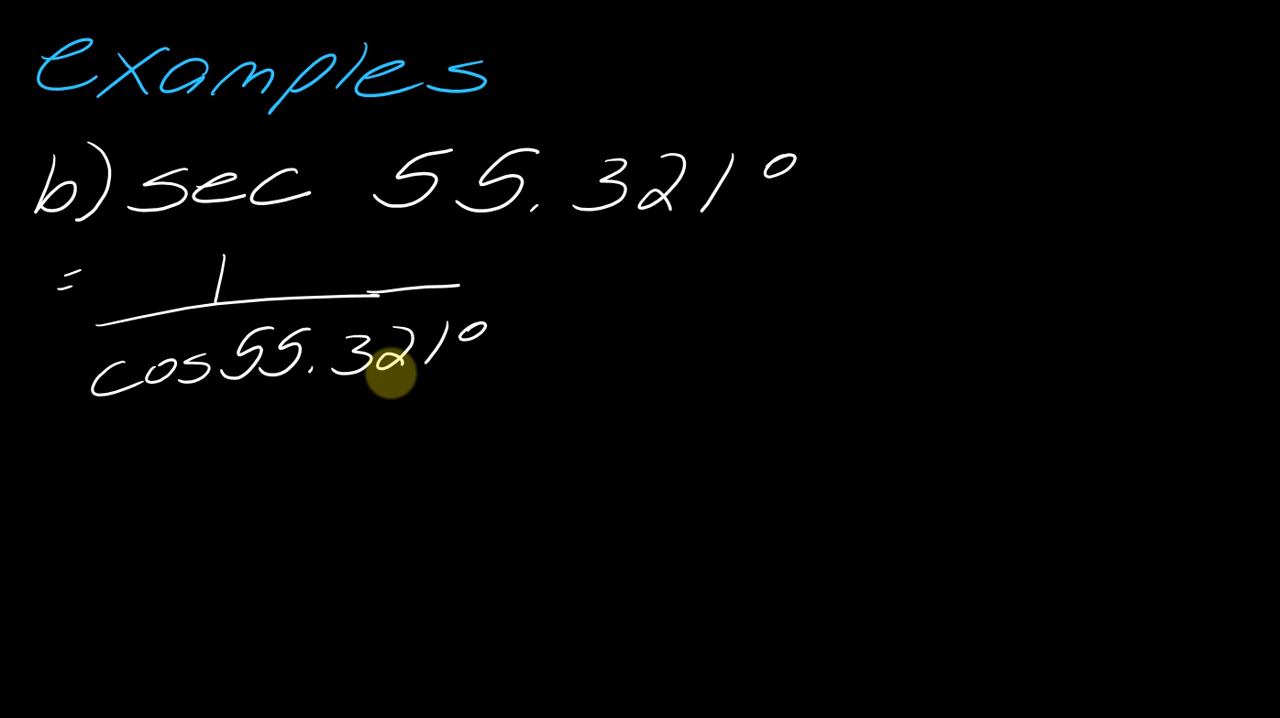 examples
b) sec 55.321°
= 1
cos 55.321°